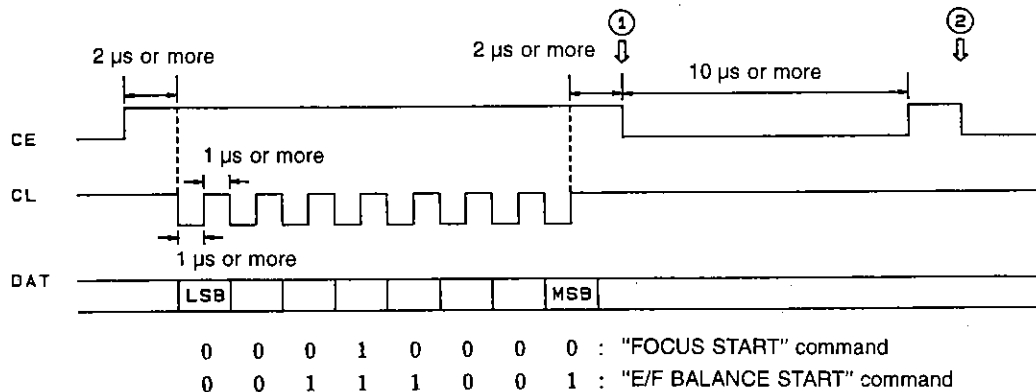 ① ②
2 µs or more 2 µs or more
10 µs or more
CE
1 µs or more
CL
1 µs or more
DAT LSB MSB
0 0 0 1 0 0 0 0 : "FOCUS START" command
0 0 1 1 1 0 0 1 : "E/F BALANCE START" command